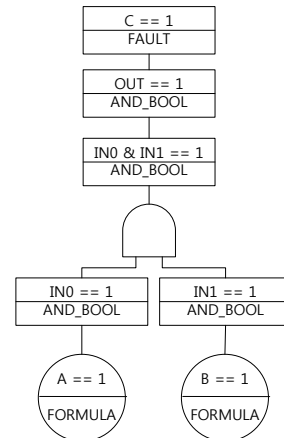 C == 1
FAULT
OUT == 1
AND_BOOL
IN0 & IN1 == 1
AND_BOOL
IN0 == 1
AND_BOOL
IN1 == 1
AND_BOOL
A == 1
FORMULA
B == 1
FORMULA